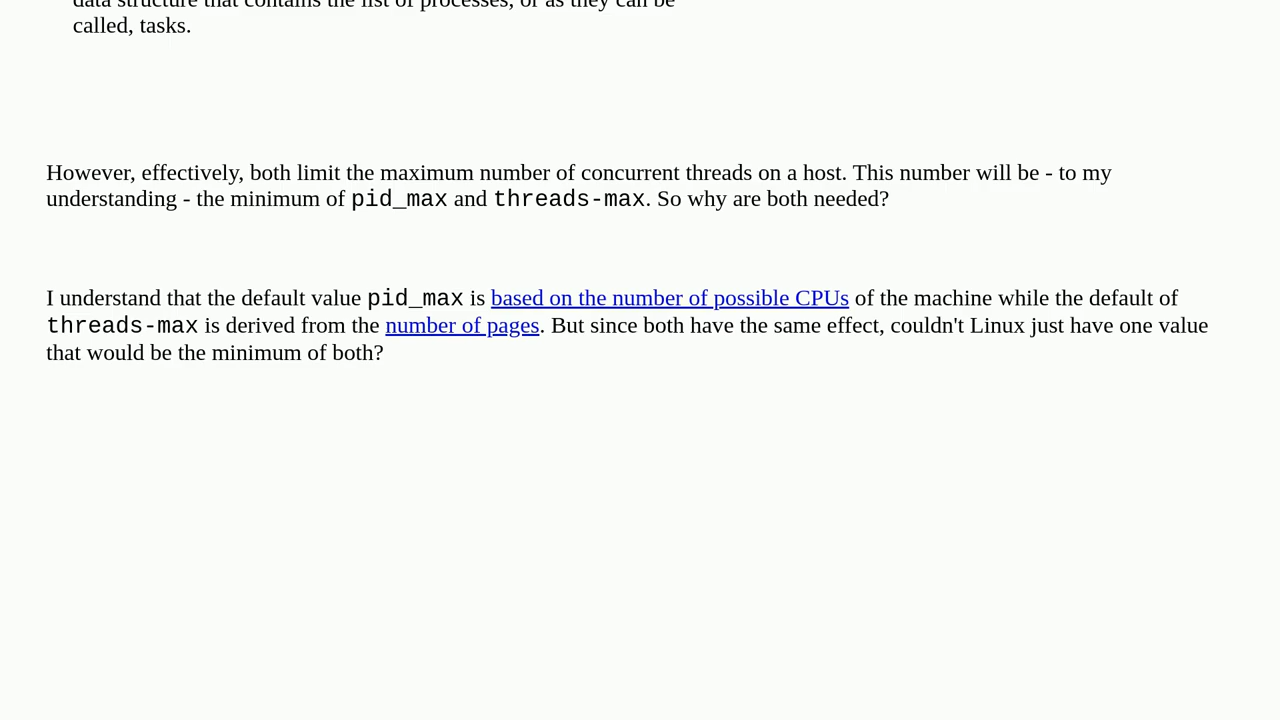 data structure that contains the list of processes, or as they can be
called, tasks.
However, effectively, both limit the maximum number of concurrent threads on a host. This number will be - to my
understanding - the minimum of pid_max and threads-max. So why are both needed?
I understand that the default value pid_max is based on the number of possible CPUs of the machine while the default of
threads-max is derived from the number of pages. But since both have the same effect, couldn't Linux just have one value
that would be the minimum of both?